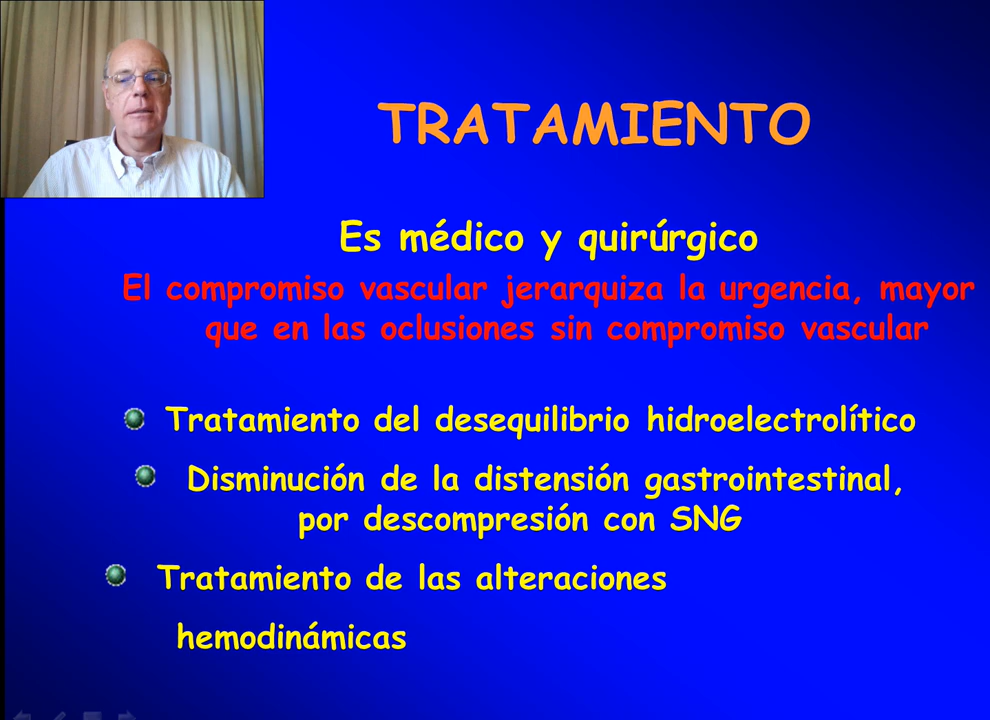 TRATAMIENTO
Es médico y quirúrgico
El compromiso vascular jerarquiza la urgencia, mayor
que en las oclusiones sin compromiso vascular
Tratamiento del desequilibrio hidroelectrolítico
Disminución de la distensión gastrointestinal,
por descompresión con SNG
Tratamiento de las alteraciones
hemodinámicas